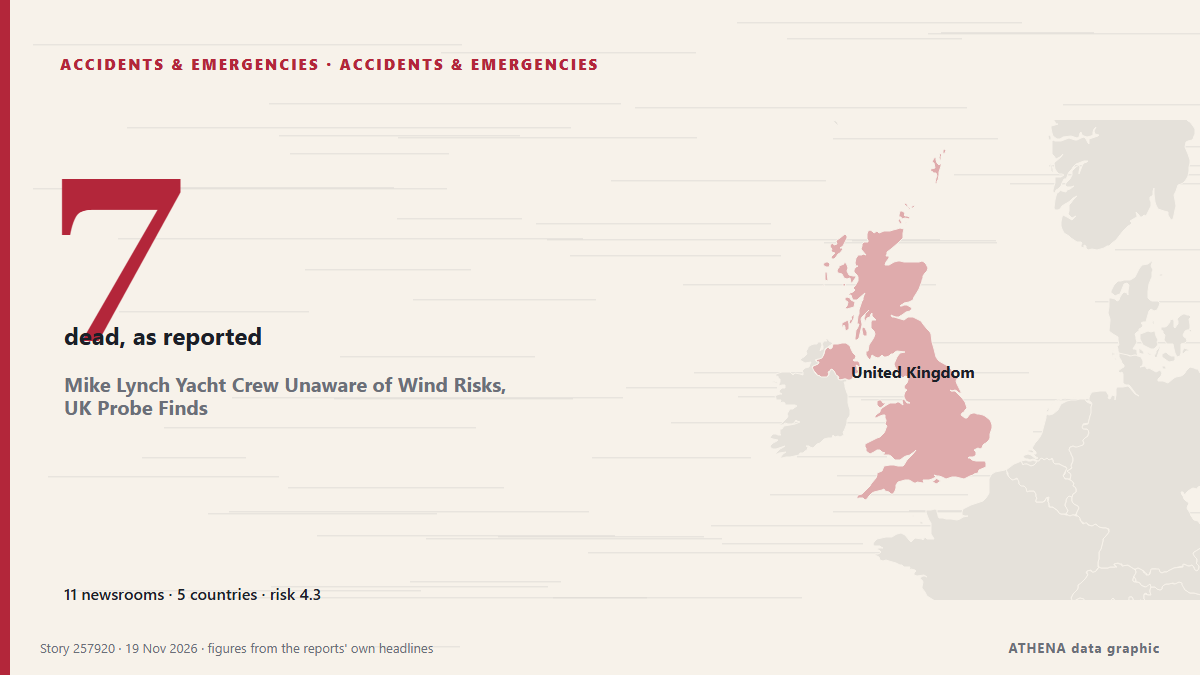 ACCIDENTS & EMERGENCIES · ACCIDENTS & EMERGENCIES
7
dead, as reported
Mike Lynch Yacht Crew Unaware of Wind Risks,
UK Probe Finds
United Kingdom
11 newsrooms · 5 countries · risk 4.3
Story 257920 · 19 Nov 2026 · figures from the reports' own headlines
ATHENA data graphic